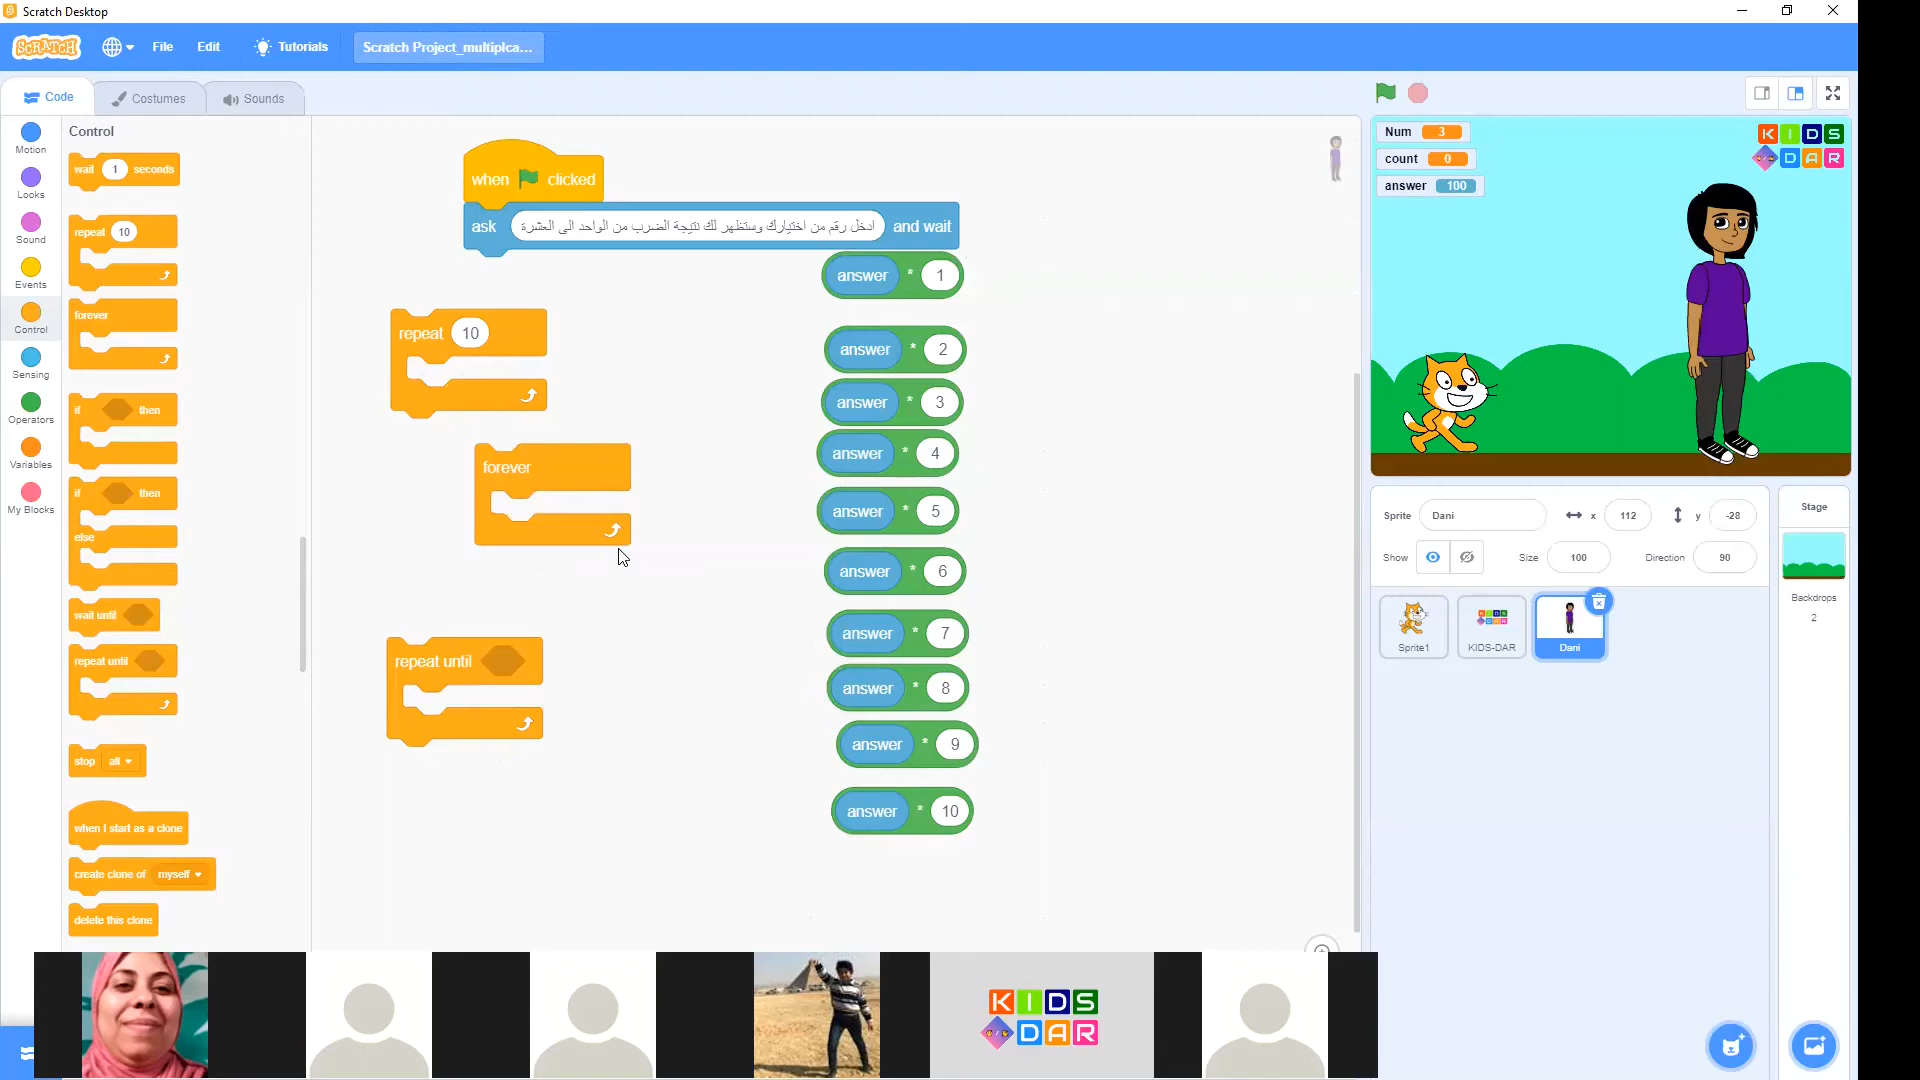 Scratch Desktop
SCRATCH
File
Edit
Tutorials
Scratch Project_multiplca...
Code
Costumes
Sounds
Motion
Looks
Sound
Events
Control
Sensing
Operators
Variables
My Blocks
Control
wait 1 seconds
repeat 10
forever
if then
if then
else
wait until
repeat until
stop all
when I start as a clone
create clone of myself
delete this clone
when clicked
ask ادخل رقم من اختيارك وستظهر لك نتيجة الضرب من الواحد الى العشرة and wait
repeat 10
forever
repeat until
answer * 1
answer * 2
answer * 3
answer * 4
answer * 5
answer * 6
answer * 7
answer * 8
answer * 9
answer * 10
Num 3
count 0
answer 100
KIDS
DAR
Sprite Dani x 112 y -28
Show Size 100 Direction 90
Sprite1
KIDS-DAR
Dani
Stage
Backdrops
2
KIDS
DAR